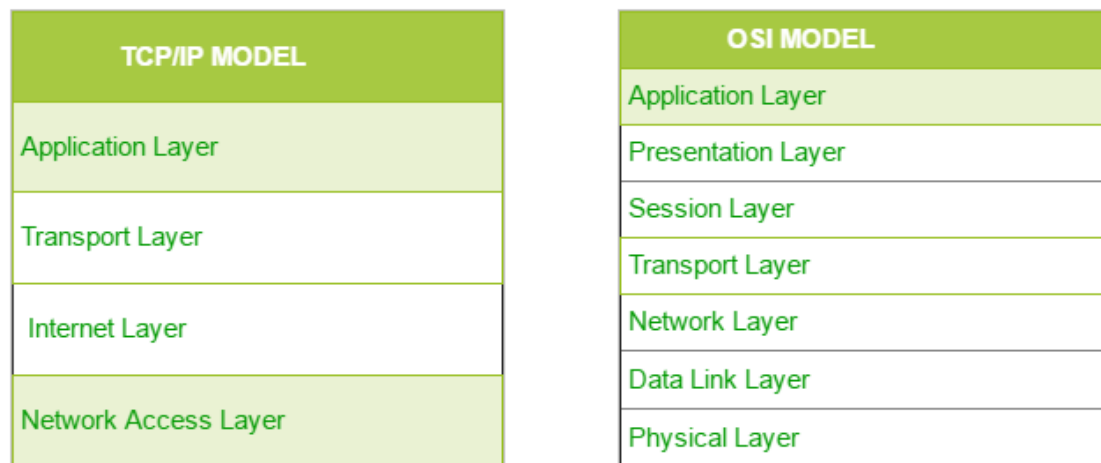 TCP/IP MODEL
Application Layer
Transport Layer
Internet Layer
Network Access Layer
OSI MODEL
Application Layer
Presentation Layer
Session Layer
Transport Layer
Network Layer
Data Link Layer
Physical Layer